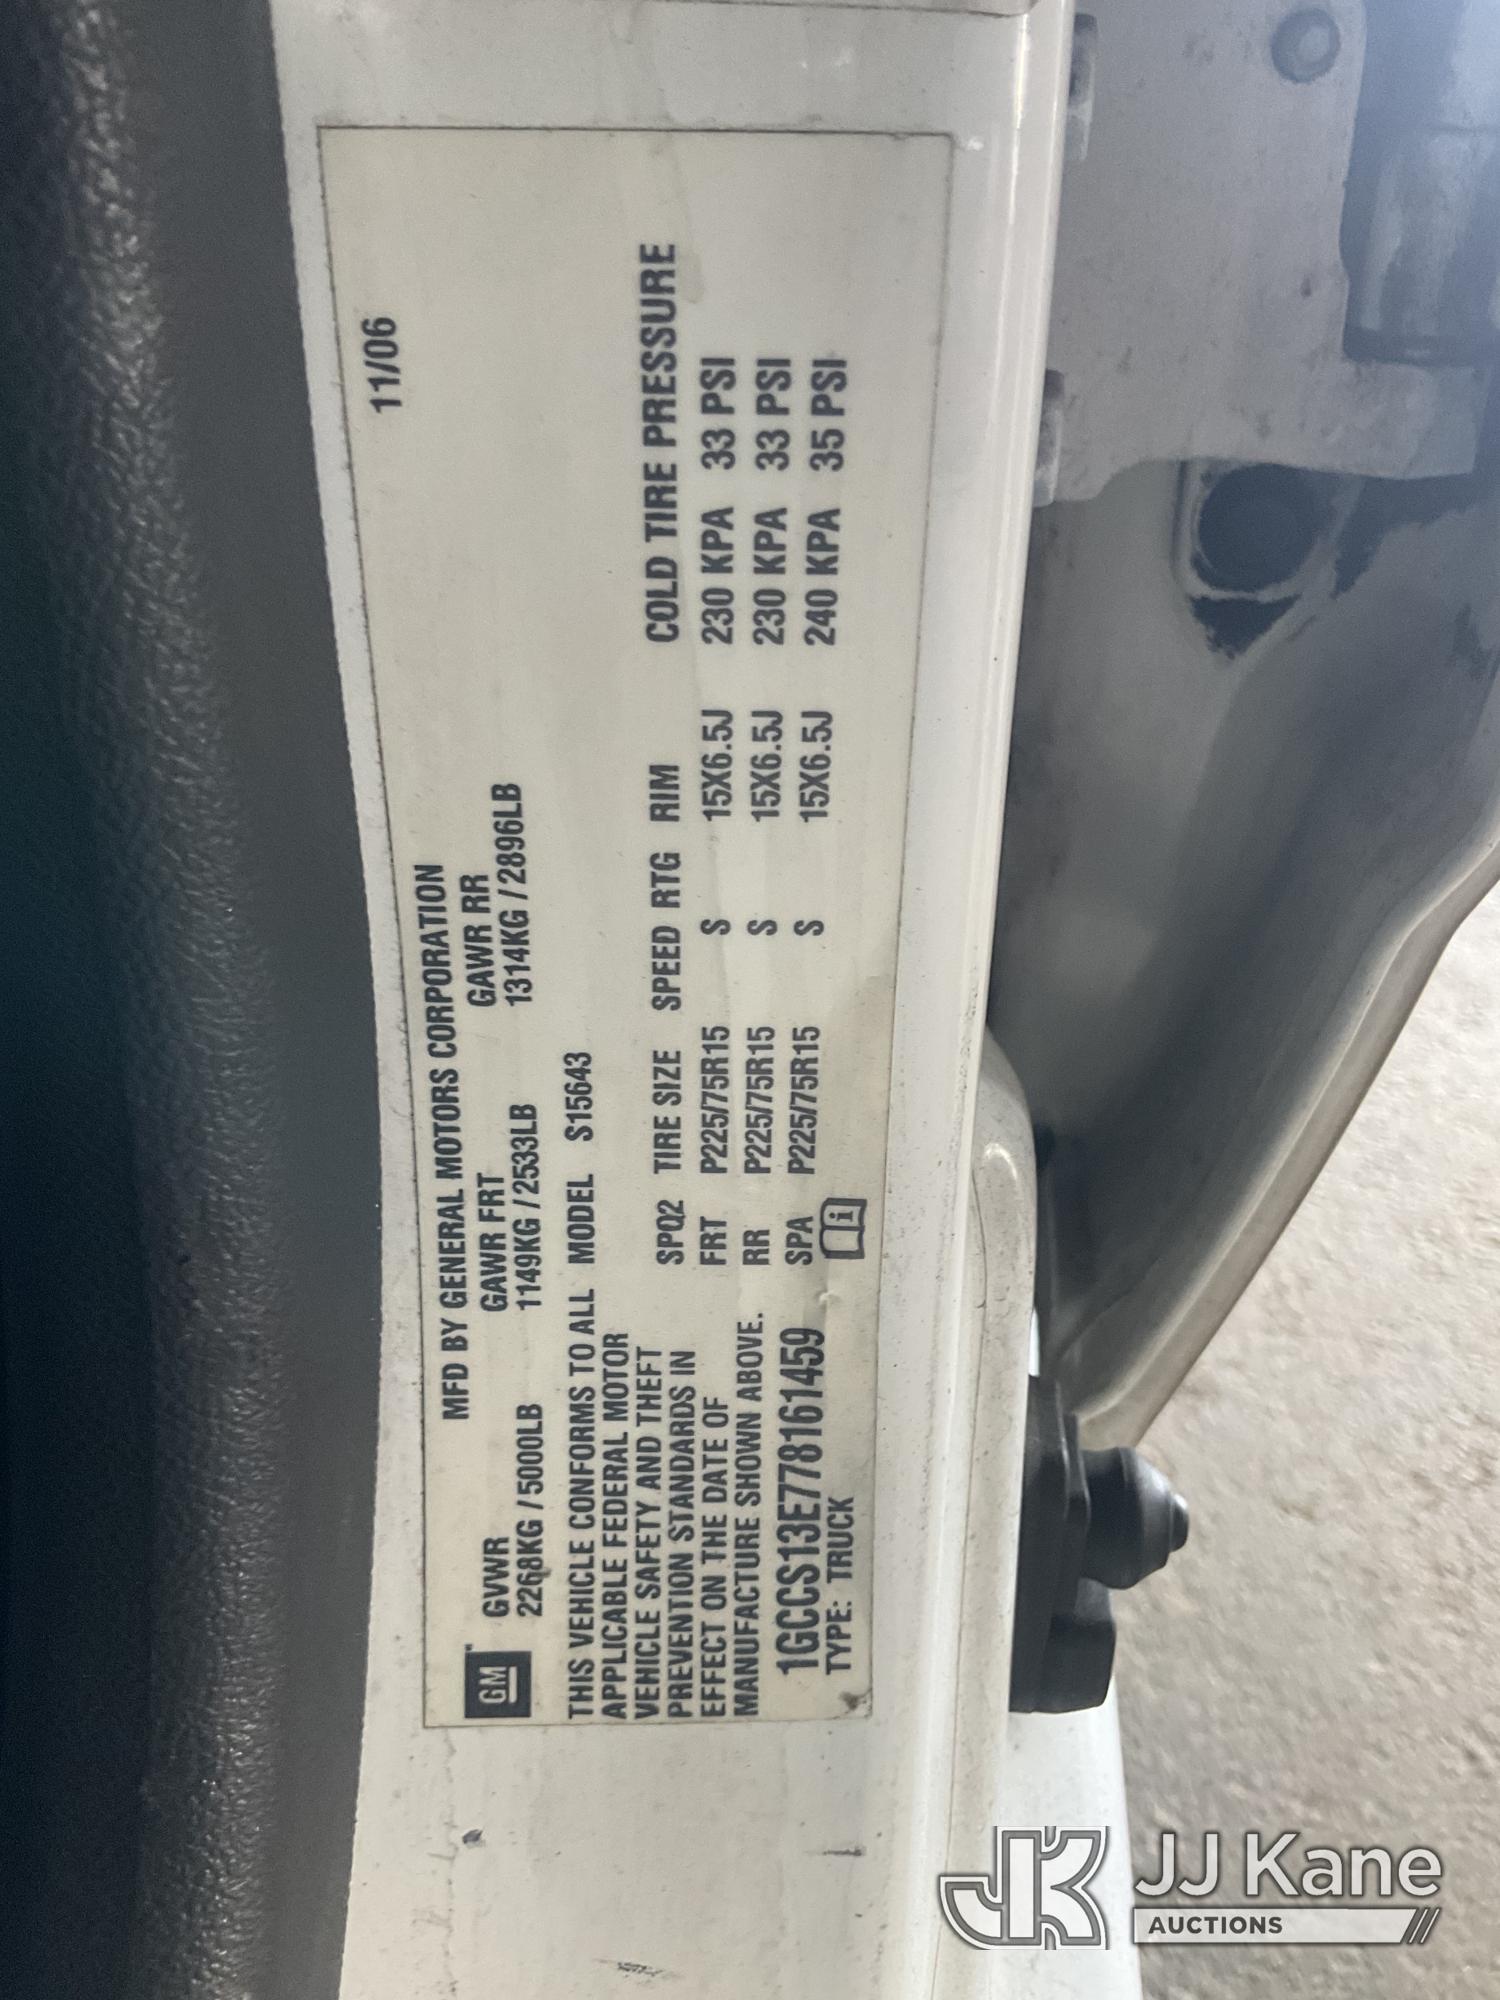 11/06
MFD BY GENERAL MOTORS CORPORATION
GM
GVWR GAWR FRT GAWR RR
2268KG / 5000LB 1149KG / 2533LB 1314KG / 2896LB
THIS VEHICLE CONFORMS TO ALL
APPLICABLE FEDERAL MOTOR
VEHICLE SAFETY AND THEFT
PREVENTION STANDARDS IN
EFFECT ON THE DATE OF
MANUFACTURE SHOWN ABOVE.
1GCCS13E778161459
TYPE: TRUCK
MODEL S15643
SPQ2 TIRE SIZE SPEED RTG RIM COLD TIRE PRESSURE
FRT P225/75R15 S 15X6.5J 230 KPA 33 PSI
RR P225/75R15 S 15X6.5J 230 KPA 33 PSI
SPA P225/75R15 S 15X6.5J 240 KPA 35 PSI
i
JK JJ Kane
AUCTIONS